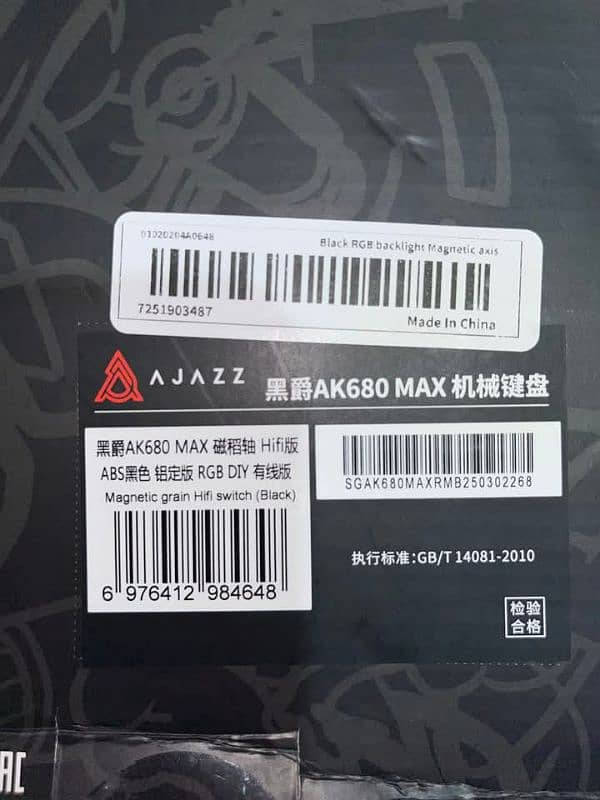 01020204A0648
Black RGB backlight Magnetic axis
7251903487
Made In China
AJAZZ
黑爵AK680 MAX 机械键盘
黑爵AK680 MAX 磁稻轴 Hifi版
ABS黑色 铝定版 RGB DIY 有线版
Magnetic grain Hifi switch (Black)
6 976412 984648
SGAK680MAXRMB250302268
执行标准:GB/T 14081-2010
检验
合格